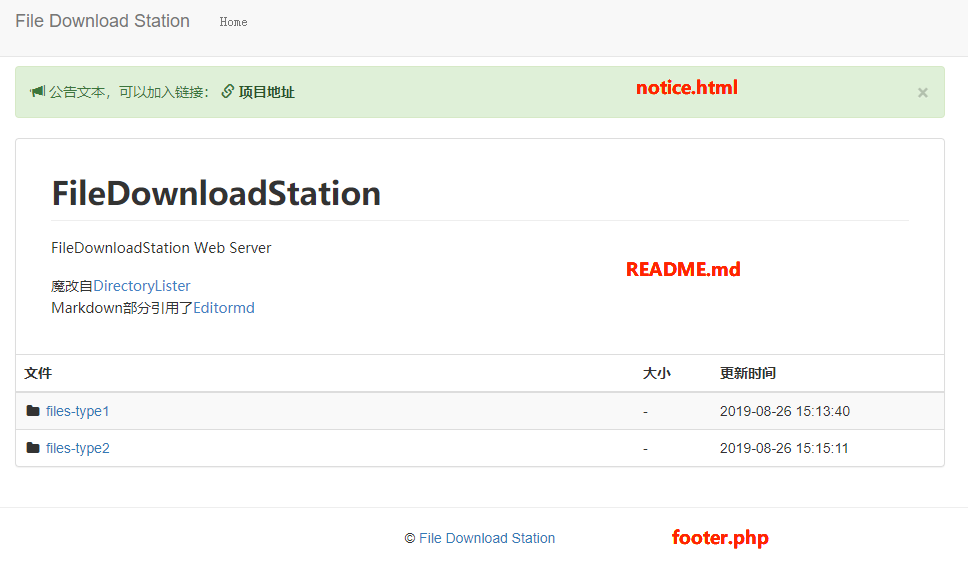 File Download Station Home
公告文本，可以加入链接： 项目地址 notice.html ×
FileDownloadStation
FileDownloadStation Web Server
README.md
魔改自DirectoryLister
Markdown部分引用了Editormd
文件 大小 更新时间
files-type1 - 2019-08-26 15:13:40
files-type2 - 2019-08-26 15:15:11
© File Download Station footer.php